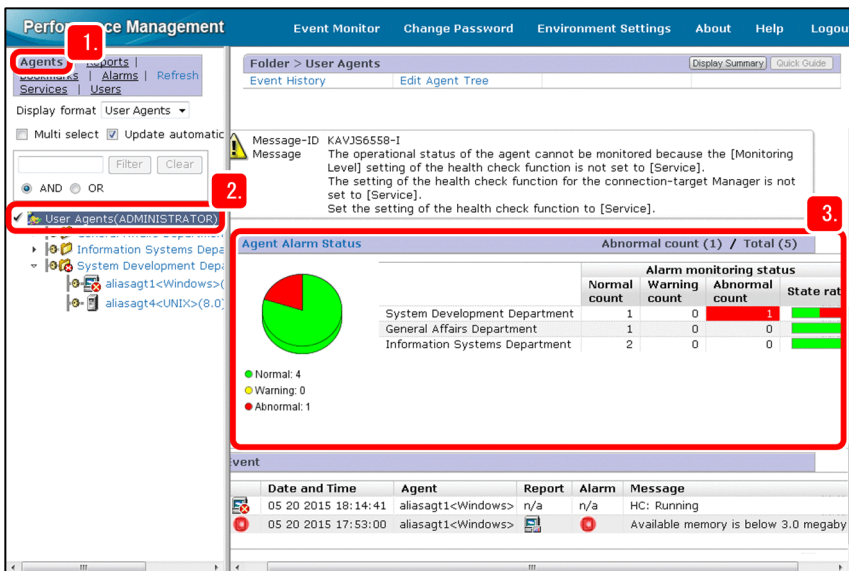 Performance Management
Event Monitor Change Password Environment Settings About Help Logou
1.
Agents Reports |
Bookmarks | Alarms | Refresh
Services | Users
Display format User Agents
Multi select Update automatic
Filter Clear
AND OR
2.
User Agents(ADMINISTRATOR)
General Affairs Departmen
Information Systems Depa
System Development Depa
aliasagt1<Windows>(
aliasagt4<UNIX>(8.0)
Folder > User Agents Display Summary Quick Guide
Event History Edit Agent Tree
Message-ID KAVJS6558-I
Message The operational status of the agent cannot be monitored because the [Monitoring
Level] setting of the health check function is not set to [Service].
The setting of the health check function for the connection-target Manager is not
set to [Service].
Set the setting of the health check function to [Service].
3.
Agent Alarm Status Abnormal count (1) / Total (5)
Alarm monitoring status
Normal count Warning count Abnormal count State rat
System Development Department 1 0 1
General Affairs Department 1 0 0
Information Systems Department 2 0 0
Normal: 4
Warning: 0
Abnormal: 1
Event
Date and Time Agent Report Alarm Message
05 20 2015 18:14:41 aliasagt1<Windows> n/a n/a HC: Running
05 20 2015 17:53:00 aliasagt1<Windows> Available memory is below 3.0 megaby